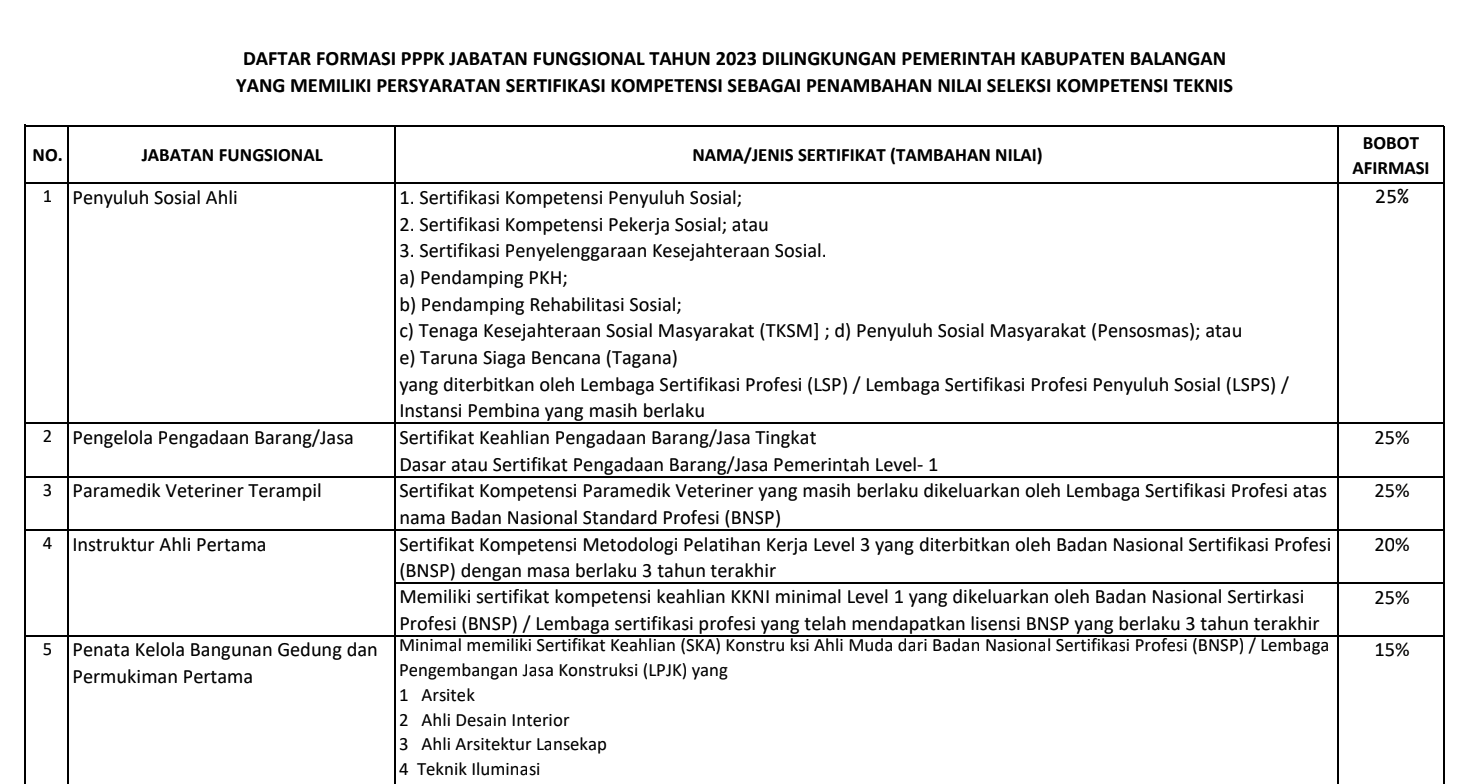 DAFTAR FORMASI PPPK JABATAN FUNGSIONAL TAHUN 2023 DILINGKUNGAN PEMERINTAH KABUPATEN BALANGAN
YANG MEMILIKI PERSYARATAN SERTIFIKASI KOMPETENSI SEBAGAI PENAMBAHAN NILAI SELEKSI KOMPETENSI TEKNIS
NO. JABATAN FUNGSIONAL NAMA/JENIS SERTIFIKAT (TAMBAHAN NILAI) BOBOT
AFIRMASI
1 Penyuluh Sosial Ahli 1. Sertifikasi Kompetensi Penyuluh Sosial; 25%
2. Sertifikasi Kompetensi Pekerja Sosial; atau
3. Sertifikasi Penyelenggaraan Kesejahteraan Sosial.
a) Pendamping PKH;
b) Pendamping Rehabilitasi Sosial;
c) Tenaga Kesejahteraan Sosial Masyarakat (TKSM] ; d) Penyuluh Sosial Masyarakat (Pensosmas); atau
e) Taruna Siaga Bencana (Tagana)
yang diterbitkan oleh Lembaga Sertifikasi Profesi (LSP) / Lembaga Sertifikasi Profesi Penyuluh Sosial (LSPS) /
Instansi Pembina yang masih berlaku
2 Pengelola Pengadaan Barang/Jasa Sertifikat Keahlian Pengadaan Barang/Jasa Tingkat 25%
Dasar atau Sertifikat Pengadaan Barang/Jasa Pemerintah Level- 1
3 Paramedik Veteriner Terampil Sertifikat Kompetensi Paramedik Veteriner yang masih berlaku dikeluarkan oleh Lembaga Sertifikasi Profesi atas 25%
nama Badan Nasional Standard Profesi (BNSP)
4 Instruktur Ahli Pertama Sertifikat Kompetensi Metodologi Pelatihan Kerja Level 3 yang diterbitkan oleh Badan Nasional Sertifikasi Profesi 20%
(BNSP) dengan masa berlaku 3 tahun terakhir
Memiliki sertifikat kompetensi keahlian KKNI minimal Level 1 yang dikeluarkan oleh Badan Nasional Sertirkasi 25%
Profesi (BNSP) / Lembaga sertifikasi profesi yang telah mendapatkan lisensi BNSP yang berlaku 3 tahun terakhir
5 Penata Kelola Bangunan Gedung dan Minimal memiliki Sertifikat Keahlian (SKA) Konstru ksi Ahli Muda dari Badan Nasional Sertifikasi Profesi (BNSP) / Lembaga 15%
Permukiman Pertama Pengembangan Jasa Konstruksi (LPJK) yang
1 Arsitek
2 Ahli Desain Interior
3 Ahli Arsitektur Lansekap
4 Teknik Iluminasi